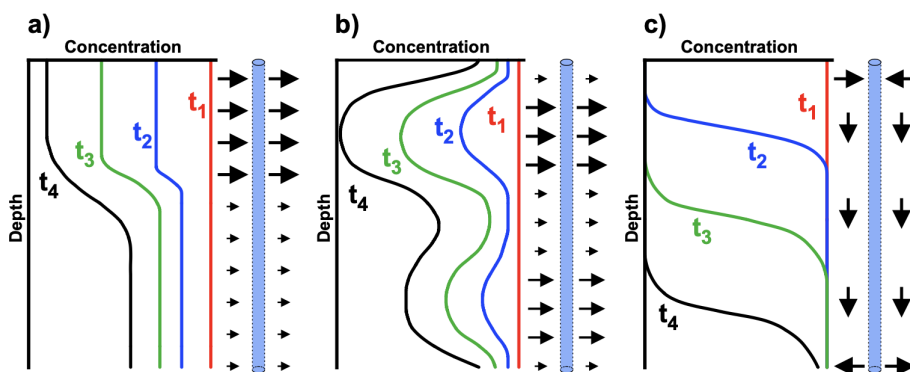 a)
Concentration
Depth
t1
t2
t3
t4
b)
Concentration
Depth
t1
t2
t3
t4
c)
Concentration
Depth
t1
t2
t3
t4